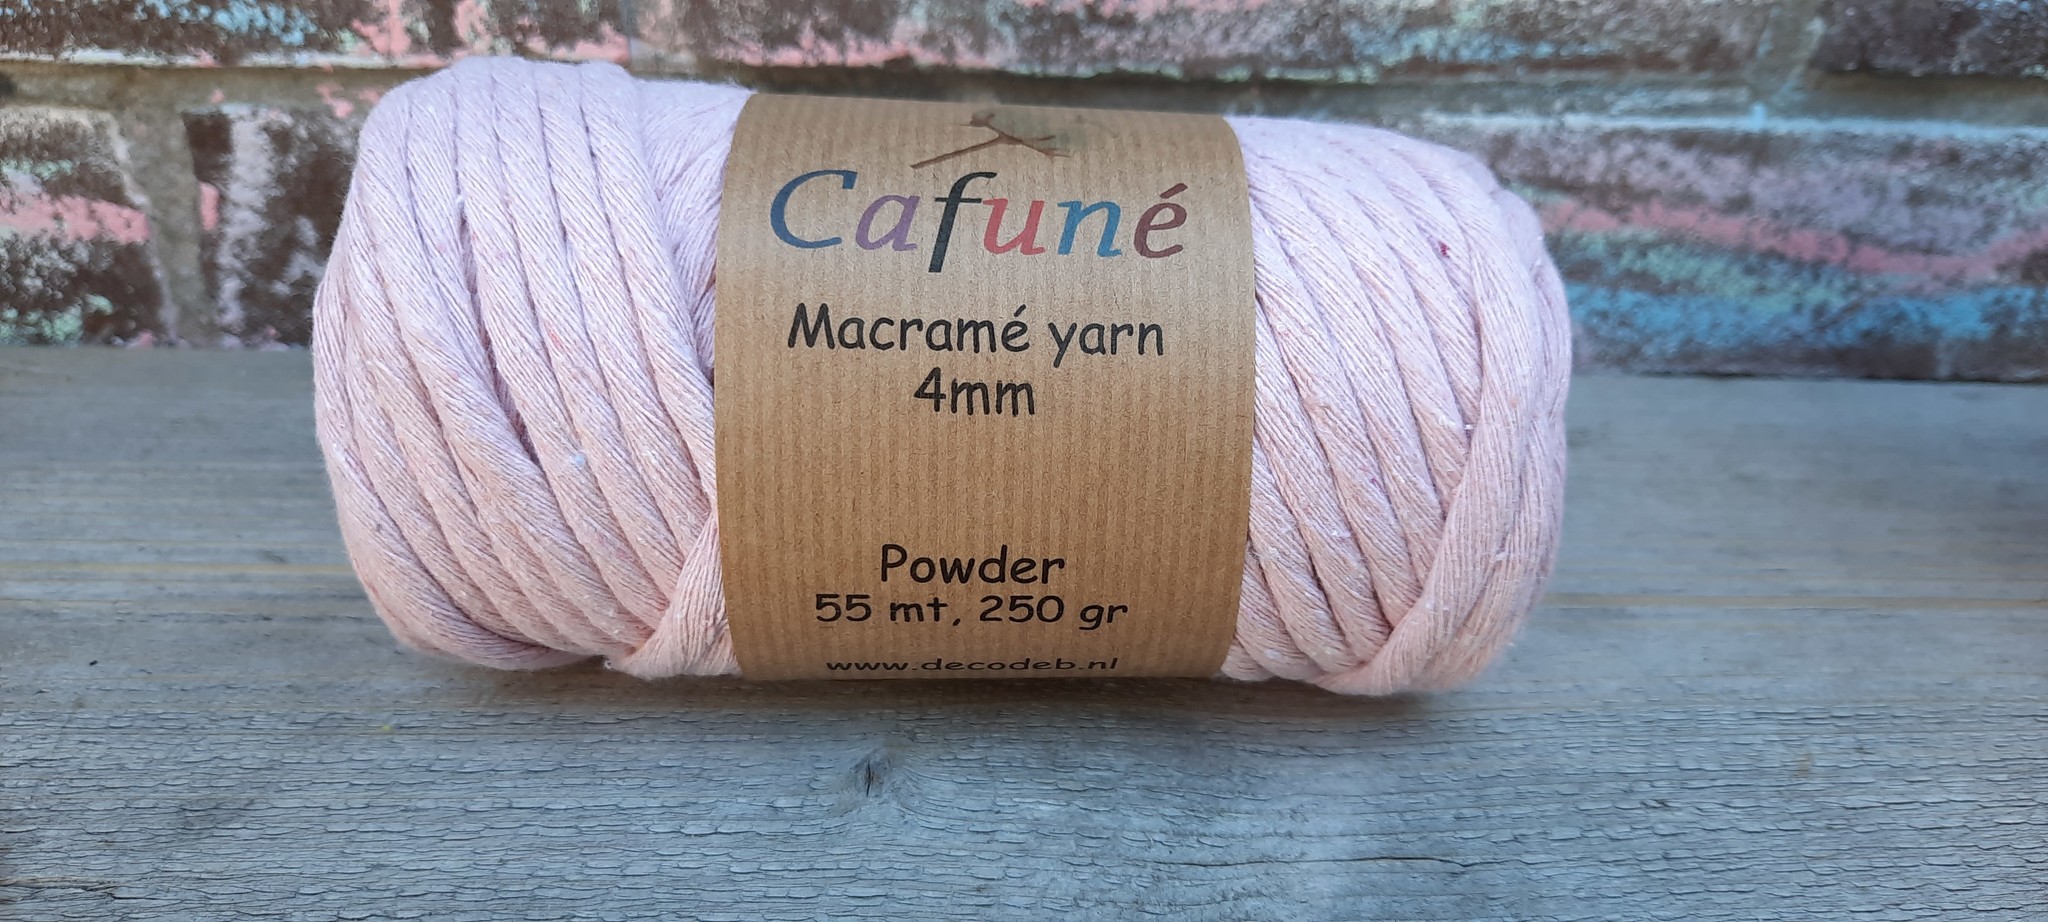 Cafuné
Macramé yarn
4mm
Powder
55 mt, 250 gr
www.decodeb.nl